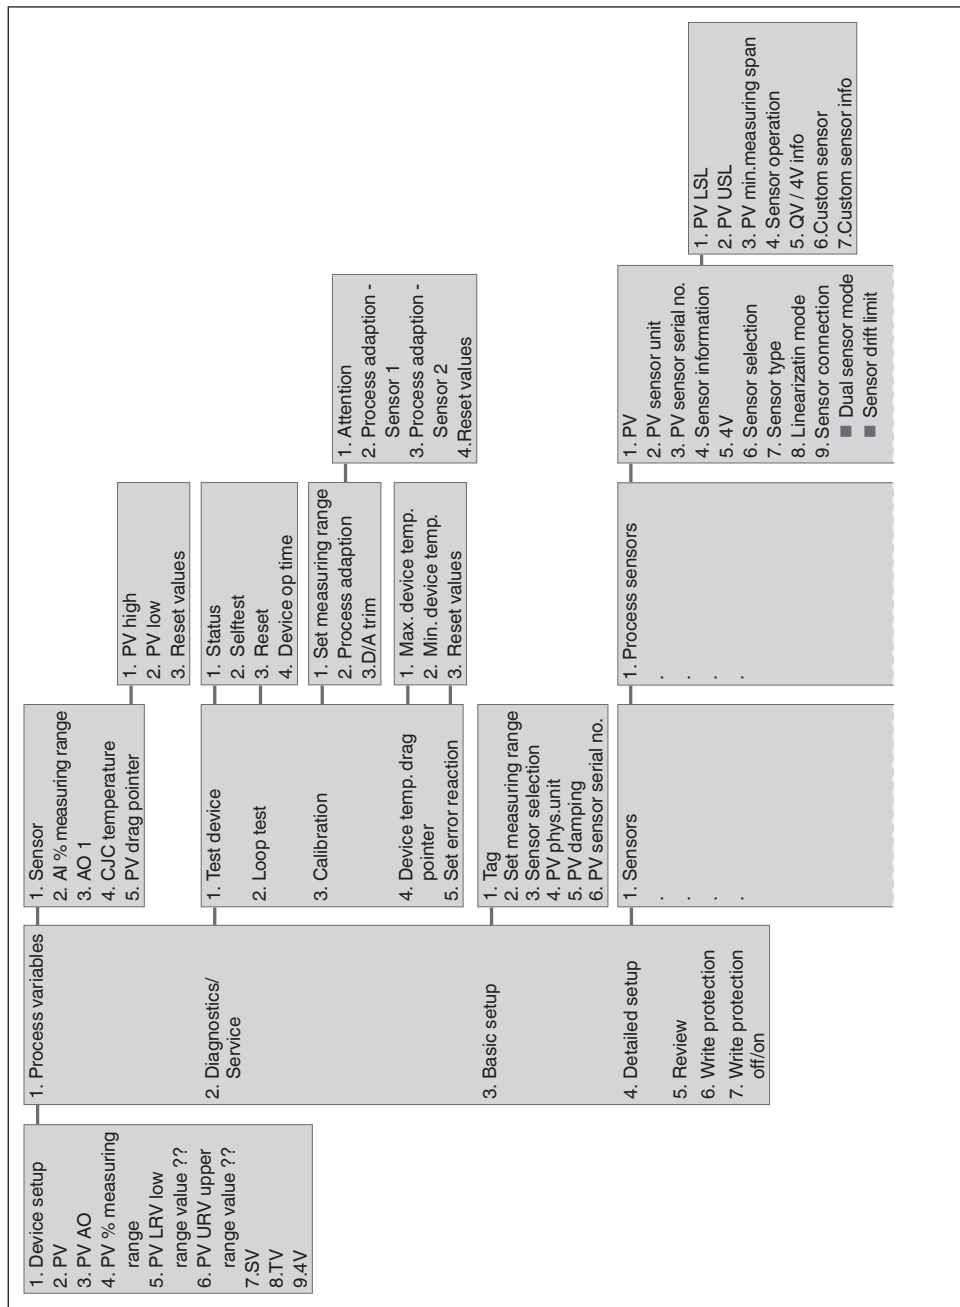 1. Device setup
2. PV
3. PV AO
4. PV % measuring
range
5. PV LRV low
range value ??
6. PV URV upper
range value ??
7.SV
8.TV
9.4V
1. Process variables
2. Diagnostics/
Service
3. Basic setup
4. Detailed setup
5. Review
6. Write protection
7. Write protection
off/on
1. Sensor
2. AI % measuring range
3. AO 1
4. CJC temperature
5. PV drag pointer
1. PV high
2. PV low
3. Reset values
1. Test device
2. Loop test
3. Calibration
4. Device temp. drag
pointer
5. Set error reaction
1. Status
2. Selftest
3. Reset
4. Device op time
1. Set measuring range
2. Process adaption
3.D/A trim
1. Attention
2. Process adaption -
Sensor 1
3. Process adaption -
Sensor 2
4.Reset values
1. Max. device temp.
2. Min. device temp.
3. Reset values
1. Tag
2. Set measuring range
3. Sensor selection
4. PV phys.unit
5. PV damping
6. PV sensor serial no.
1. Sensors
.
.
.
.
1. Process sensors
.
.
.
.
1. PV
2. PV sensor unit
3. PV sensor serial no.
4. Sensor information
5. 4V
6. Sensor selection
7. Sensor type
8. Linearizatin mode
9. Sensor connection
■ Dual sensor mode
■ Sensor drift limit
1. PV LSL
2. PV USL
3. PV min.measuring span
4. Sensor operation
5. QV / 4V info
6.Custom sensor
7.Custom sensor info